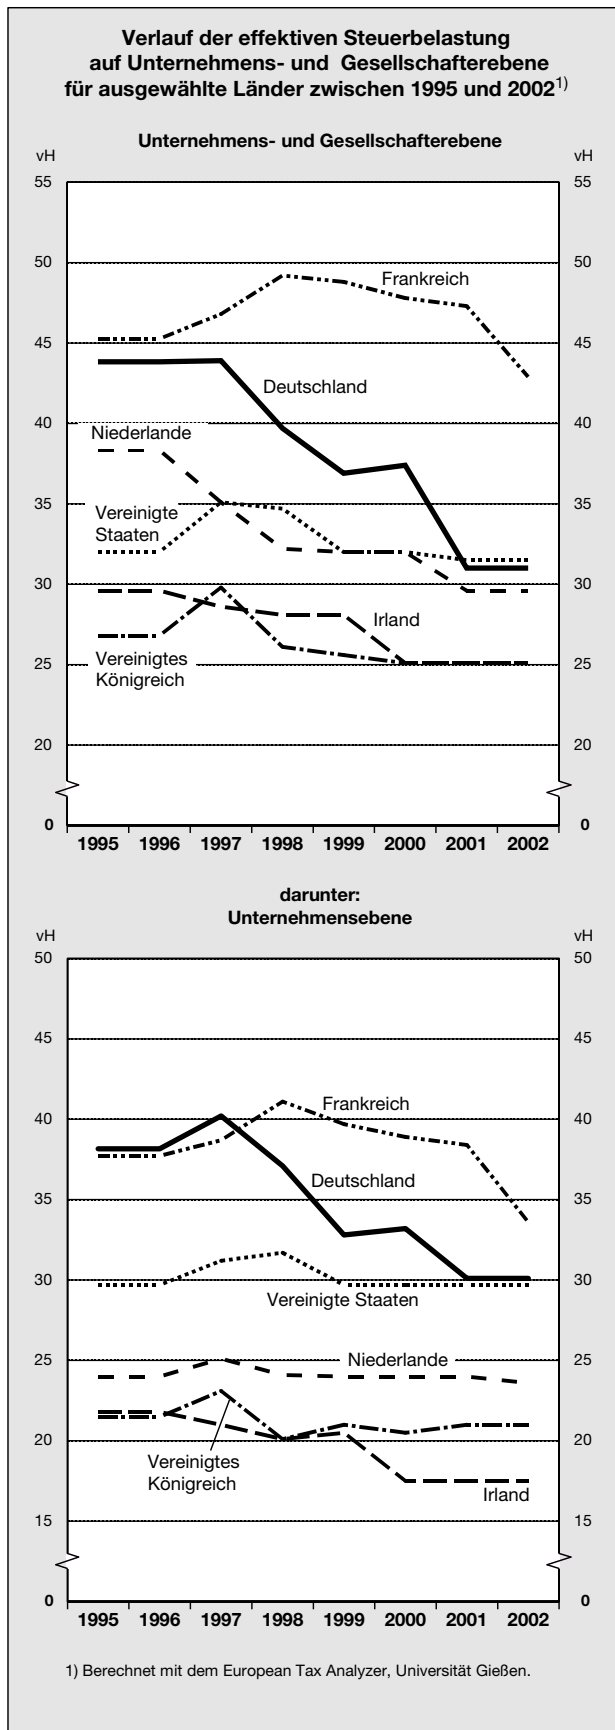 Verlauf der effektiven Steuerbelastung
auf Unternehmens- und Gesellschafterebene
für ausgewählte Länder zwischen 1995 und 2002¹⁾
Unternehmens- und Gesellschafterebene
vH vH
55 55
50 50
Frankreich
45 45
Deutschland
40 40
Niederlande
35 35
Vereinigte
Staaten
30 30
Irland
25 25
Vereinigtes
Königreich
20 20
0 0
1995 1996 1997 1998 1999 2000 2001 2002
darunter:
Unternehmensebene
vH vH
50 50
45 45
40 40
Frankreich
Deutschland
35 35
30 30
Vereinigte Staaten
25 25
Niederlande
20 20
Vereinigtes
Königreich
Irland
15 15
0 0
1995 1996 1997 1998 1999 2000 2001 2002
1) Berechnet mit dem European Tax Analyzer, Universität Gießen.